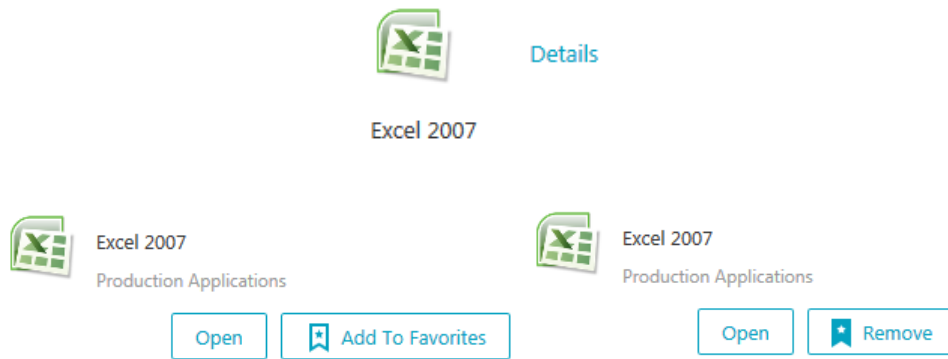 Details
Excel 2007
Excel 2007
Production Applications
Open
Add To Favorites
Excel 2007
Production Applications
Open
Remove